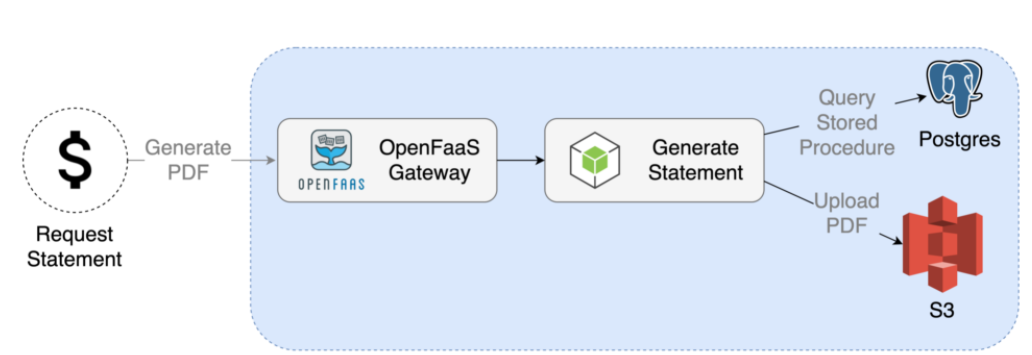 Request
Statement
Generate
PDF
OPENFAAS
OpenFaaS
Gateway
Generate
Statement
Query
Stored
Procedure
Postgres
Upload
PDF
S3